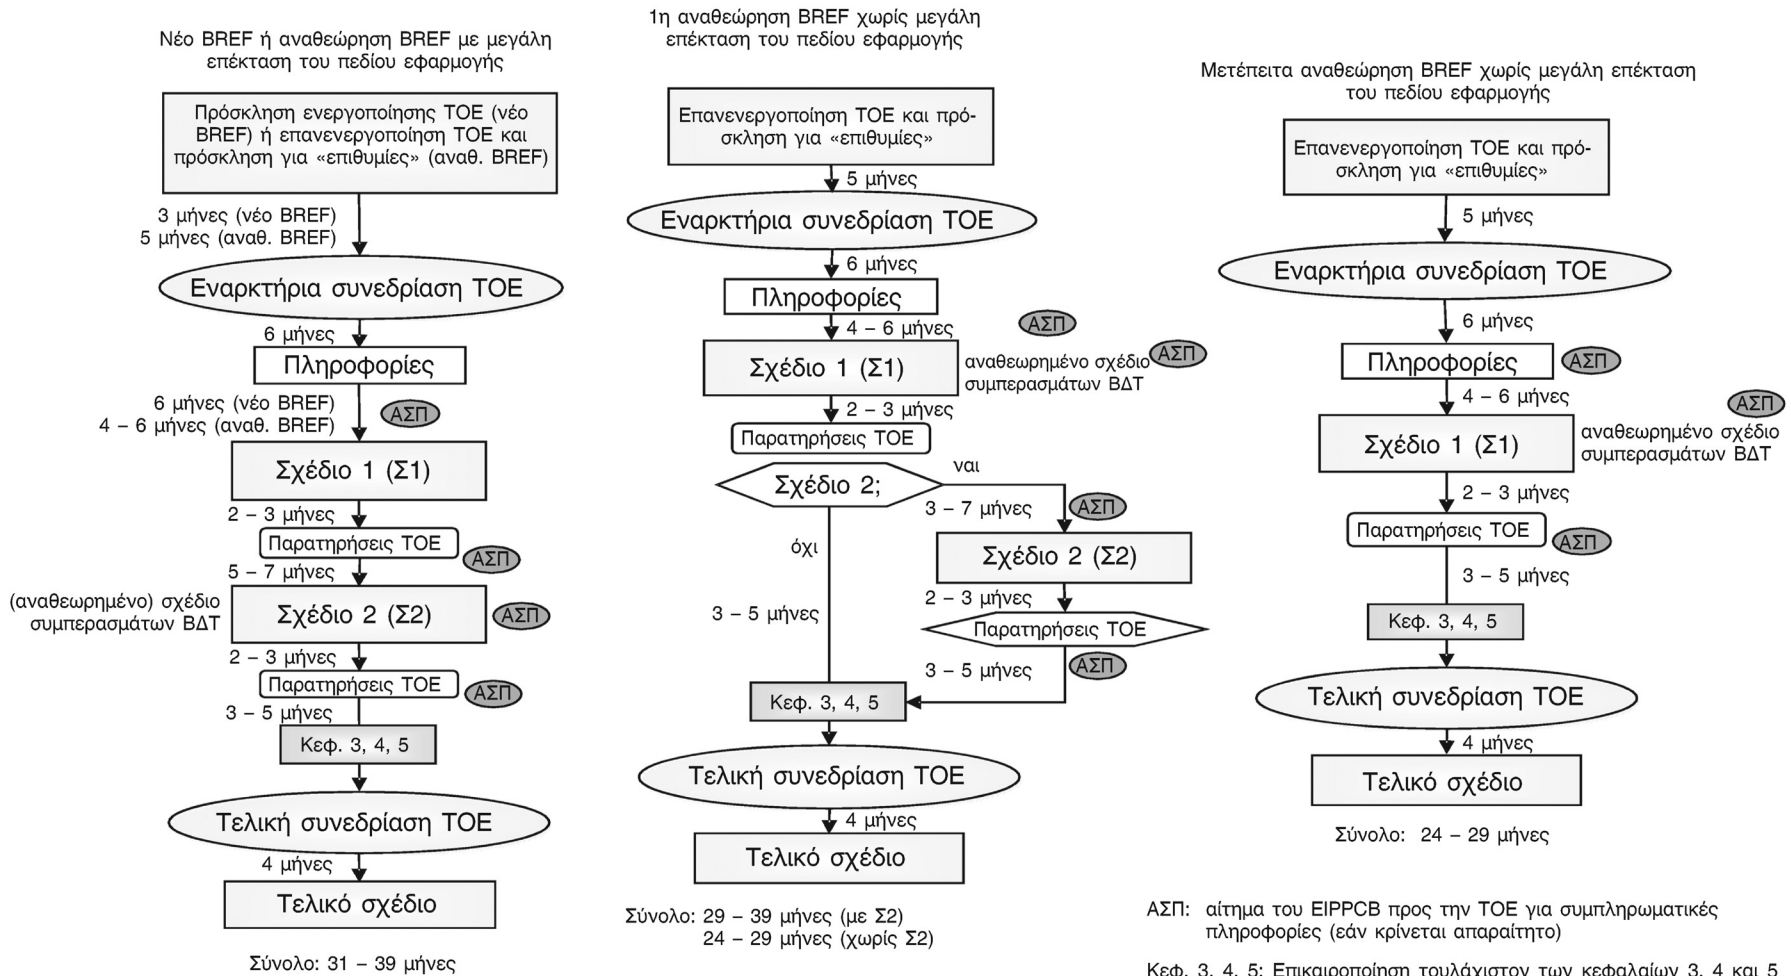 Νέο BREF ή αναθεώρηση BREF με μεγάλη
επέκταση του πεδίου εφαρμογής
Πρόσκληση ενεργοποίησης ΤΟΕ (νέο
BREF) ή επανενεργοποίηση ΤΟΕ και
πρόσκληση για «επιθυμίες» (αναθ. BREF)
3 μήνες (νέο BREF)
5 μήνες (αναθ. BREF)
Εναρκτήρια συνεδρίαση ΤΟΕ
6 μήνες
Πληροφορίες
6 μήνες (νέο BREF)
4 – 6 μήνες (αναθ. BREF)
ΑΣΠ
Σχέδιο 1 (Σ1)
2 – 3 μήνες
Παρατηρήσεις ΤΟΕ
ΑΣΠ
5 – 7 μήνες
(αναθεωρημένο) σχέδιο
συμπερασμάτων ΒΔΤ
Σχέδιο 2 (Σ2)
ΑΣΠ
2 – 3 μήνες
Παρατηρήσεις ΤΟΕ
ΑΣΠ
3 – 5 μήνες
Κεφ. 3, 4, 5
Τελική συνεδρίαση ΤΟΕ
4 μήνες
Τελικό σχέδιο
Σύνολο: 31 – 39 μήνες
1η αναθεώρηση BREF χωρίς μεγάλη
επέκταση του πεδίου εφαρμογής
Επανενεργοποίηση ΤΟΕ και πρό-
σκληση για «επιθυμίες»
5 μήνες
Εναρκτήρια συνεδρίαση ΤΟΕ
6 μήνες
Πληροφορίες
4 – 6 μήνες
ΑΣΠ
Σχέδιο 1 (Σ1)
αναθεωρημένο σχέδιο
συμπερασμάτων ΒΔΤ
ΑΣΠ
2 – 3 μήνες
Παρατηρήσεις ΤΟΕ
Σχέδιο 2;
ναι
3 – 7 μήνες
ΑΣΠ
όχι
Σχέδιο 2 (Σ2)
2 – 3 μήνες
3 – 5 μήνες
Παρατηρήσεις ΤΟΕ
3 – 5 μήνες
ΑΣΠ
Κεφ. 3, 4, 5
Τελική συνεδρίαση ΤΟΕ
4 μήνες
Τελικό σχέδιο
Σύνολο: 29 – 39 μήνες (με Σ2)
24 – 29 μήνες (χωρίς Σ2)
Μετέπειτα αναθεώρηση BREF χωρίς μεγάλη επέκταση
του πεδίου εφαρμογής
Επανενεργοποίηση ΤΟΕ και πρό-
σκληση για «επιθυμίες»
5 μήνες
Εναρκτήρια συνεδρίαση ΤΟΕ
6 μήνες
Πληροφορίες
ΑΣΠ
4 – 6 μήνες
ΑΣΠ
Σχέδιο 1 (Σ1)
αναθεωρημένο σχέδιο
συμπερασμάτων ΒΔΤ
2 – 3 μήνες
Παρατηρήσεις ΤΟΕ
ΑΣΠ
3 – 5 μήνες
Κεφ. 3, 4, 5
Τελική συνεδρίαση ΤΟΕ
4 μήνες
Τελικό σχέδιο
Σύνολο: 24 – 29 μήνες
ΑΣΠ: αίτημα του EIPPCB προς την ΤΟΕ για συμπληρωματικές
πληροφορίες (εάν κρίνεται απαραίτητο)
Κεφ. 3, 4, 5: Επικαιροποίηση τουλάχιστον των κεφαλαίων 3, 4 και 5